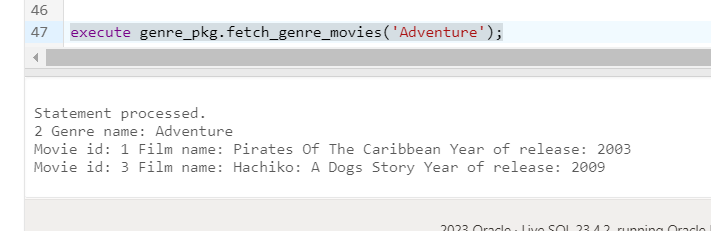 46
47 execute genre_pkg.fetch_genre_movies('Adventure');
Statement processed.
2 Genre name: Adventure
Movie id: 1 Film name: Pirates Of The Caribbean Year of release: 2003
Movie id: 3 Film name: Hachiko: A Dogs Story Year of release: 2009
2023 Oracle · Live SQL 23.4.2, running Oracle